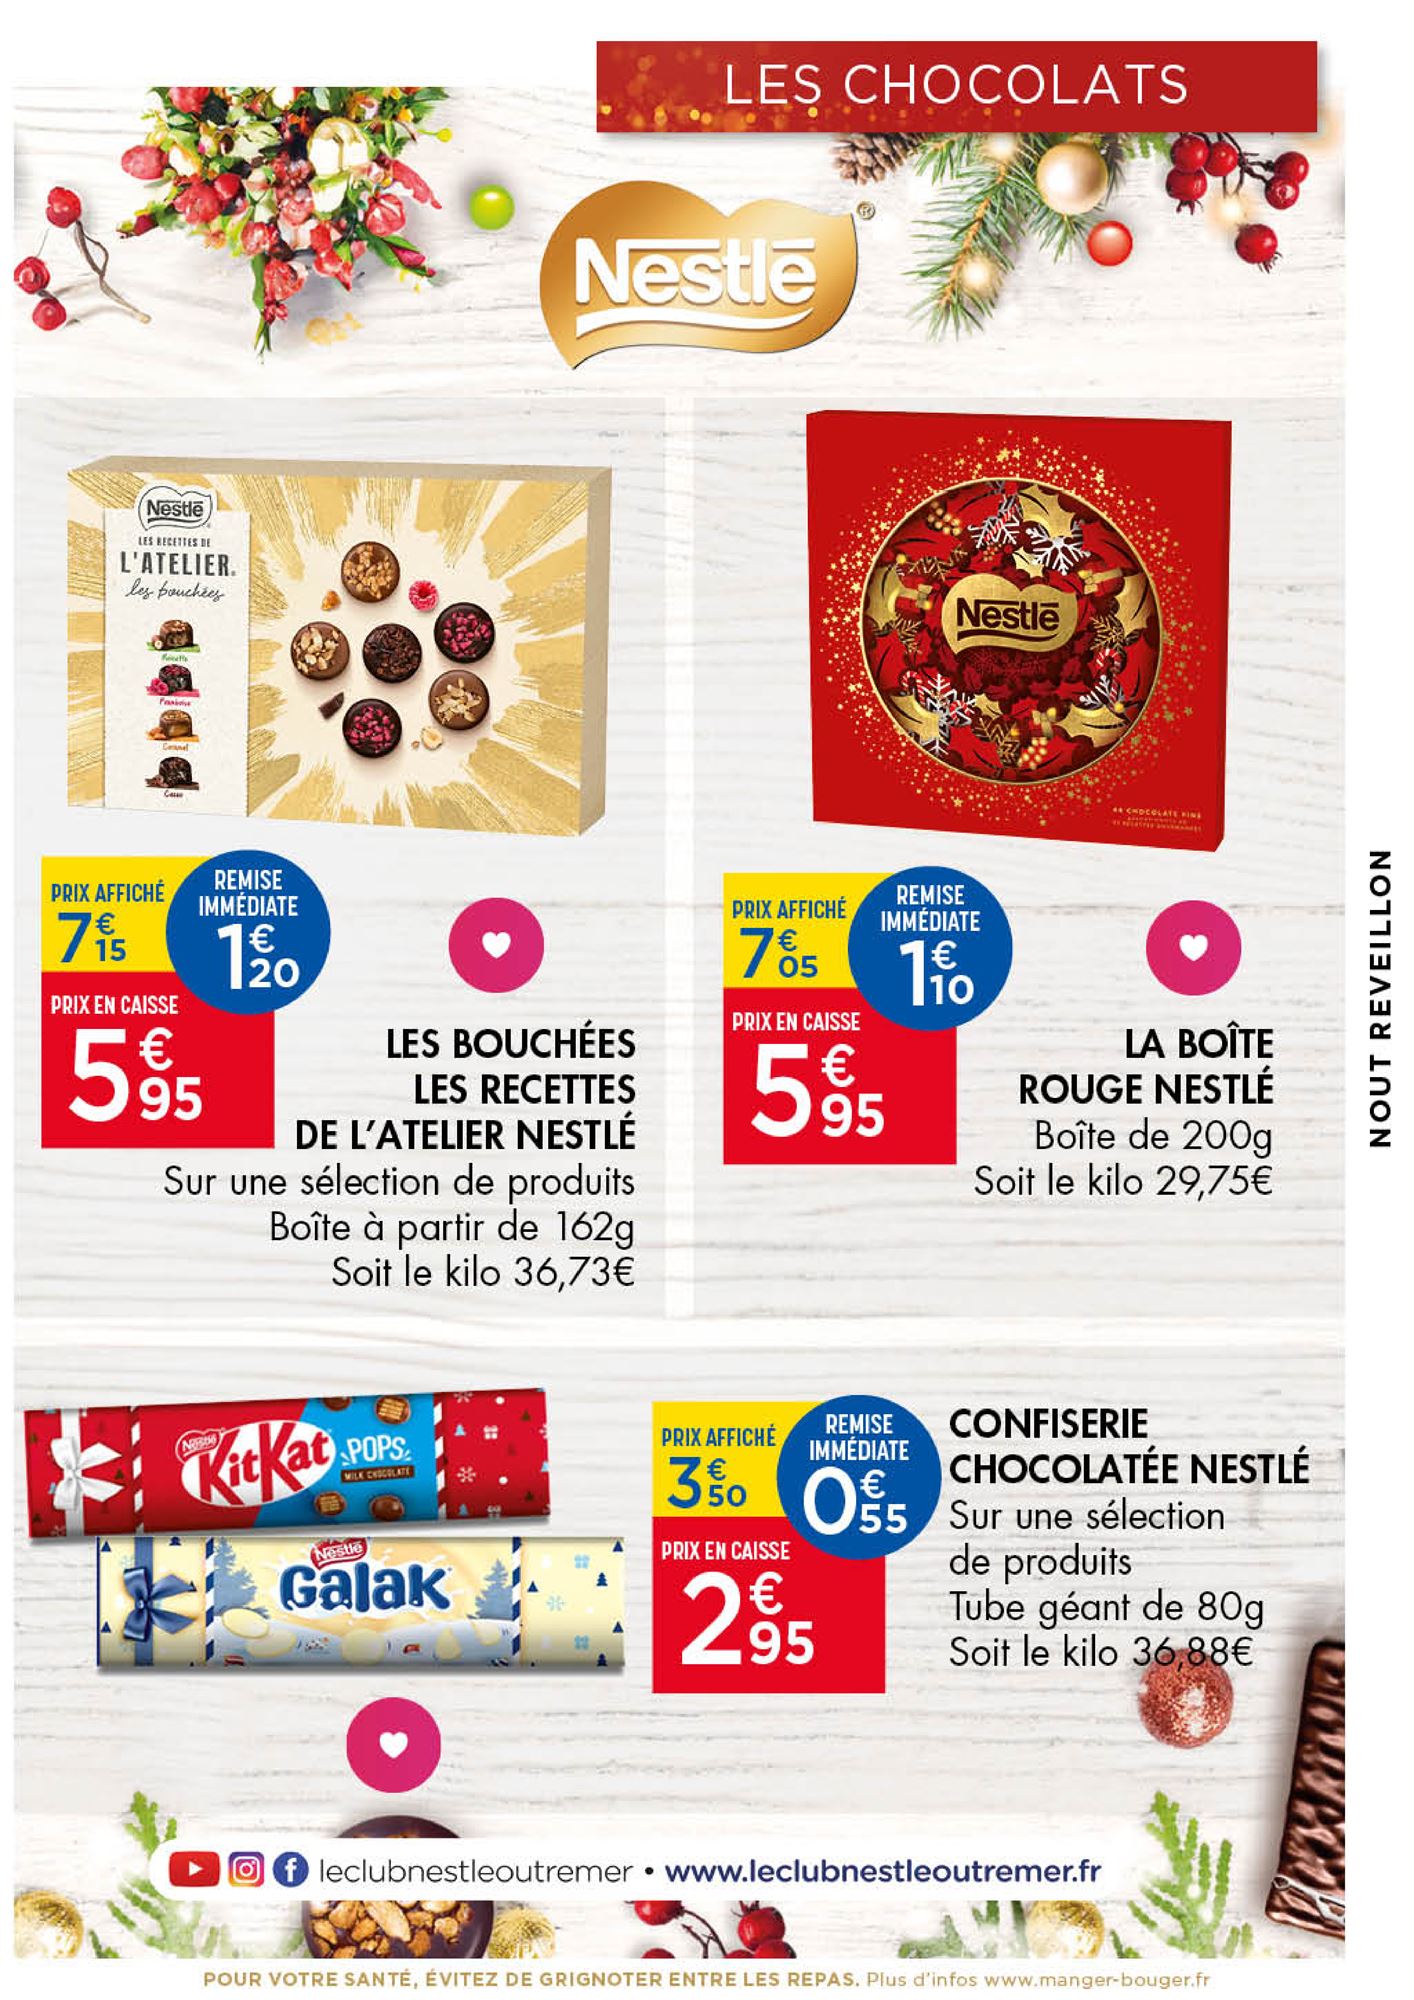 LES CHOCOLATS
Nestlé
®
Nestlé
LES RECETTES DE
L'ATELIER.
les bouchées
Noisette
Framboise
Caramel
Cacao
Nestlé
PRIX AFFICHÉ
7€15
REMISE
IMMÉDIATE
1€20
PRIX EN CAISSE
5€95
LES BOUCHÉES
LES RECETTES
DE L'ATELIER NESTLÉ
Sur une sélection de produits
Boîte à partir de 162g
Soit le kilo 36,73€
PRIX AFFICHÉ
7€05
REMISE
IMMÉDIATE
1€10
PRIX EN CAISSE
5€95
LA BOÎTE
ROUGE NESTLÉ
Boîte de 200g
Soit le kilo 29,75€
NOUT REVEILLON
Nestlé
KitKat POPS
MILK CHOCOLATE
Nestlé
Galak
PRIX AFFICHÉ
3€50
REMISE
IMMÉDIATE
0€55
PRIX EN CAISSE
2€95
CONFISERIE
CHOCOLATÉE NESTLÉ
Sur une sélection
de produits
Tube géant de 80g
Soit le kilo 36,88€
leclubnestleoutremer • www.leclubnestleoutremer.fr
POUR VOTRE SANTÉ, ÉVITEZ DE GRIGNOTER ENTRE LES REPAS. Plus d'infos www.manger-bouger.fr